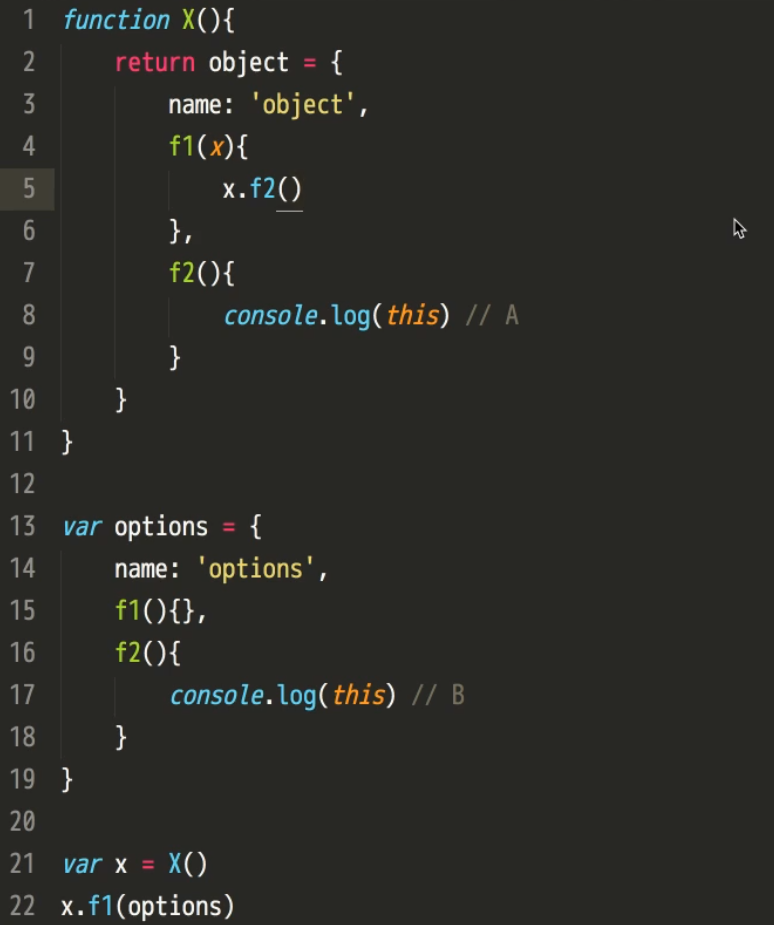 1 function X(){
2 return object = {
3 name: 'object',
4 f1(x){
5 x.f2()
6 },
7 f2(){
8 console.log(this) // A
9 }
10 }
11 }
12
13 var options = {
14 name: 'options',
15 f1(){},
16 f2(){
17 console.log(this) // B
18 }
19 }
20
21 var x = X()
22 x.f1(options)